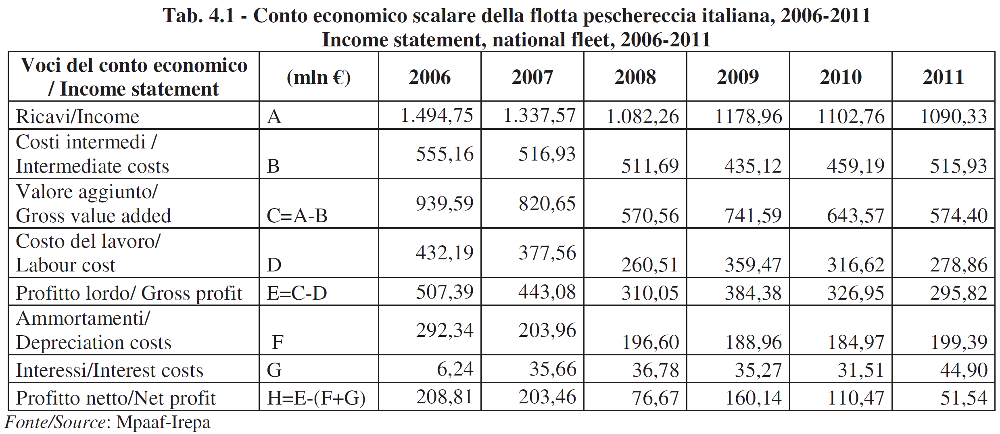 Tab. 4.1 - Conto economico scalare della flotta peschereccia italiana, 2006-2011
Income statement, national fleet, 2006-2011
Voci del conto economico
/ Income statement
(mln €) 2006 2007 2008 2009 2010 2011
Ricavi/Income A 1.494,75 1.337,57 1.082,26 1178,96 1102,76 1090,33
Costi intermedi /
Intermediate costs B 555,16 516,93 511,69 435,12 459,19 515,93
Valore aggiunto/
Gross value added C=A-B 939,59 820,65 570,56 741,59 643,57 574,40
Costo del lavoro/
Labour cost D 432,19 377,56 260,51 359,47 316,62 278,86
Profitto lordo/ Gross profit E=C-D 507,39 443,08 310,05 384,38 326,95 295,82
Ammortamenti/
Depreciation costs F 292,34 203,96 196,60 188,96 184,97 199,39
Interessi/Interest costs G 6,24 35,66 36,78 35,27 31,51 44,90
Profitto netto/Net profit H=E-(F+G) 208,81 203,46 76,67 160,14 110,47 51,54
Fonte/Source: Mpaaf-Irepa